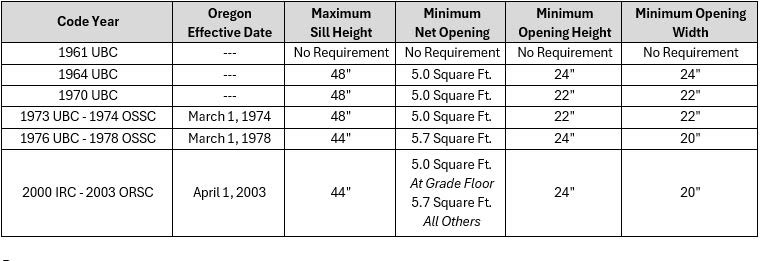 Code Year Oregon Effective Date Maximum Sill Height Minimum Net Opening Minimum Opening Height Minimum Opening Width
1961 UBC --- No Requirement No Requirement No Requirement No Requirement
1964 UBC --- 48" 5.0 Square Ft. 24" 24"
1970 UBC --- 48" 5.0 Square Ft. 22" 22"
1973 UBC - 1974 OSSC March 1, 1974 48" 5.0 Square Ft. 22" 22"
1976 UBC - 1978 OSSC March 1, 1978 44" 5.7 Square Ft. 24" 20"
2000 IRC - 2003 ORSC April 1, 2003 44" 5.0 Square Ft. At Grade Floor 5.7 Square Ft. All Others 24" 20"